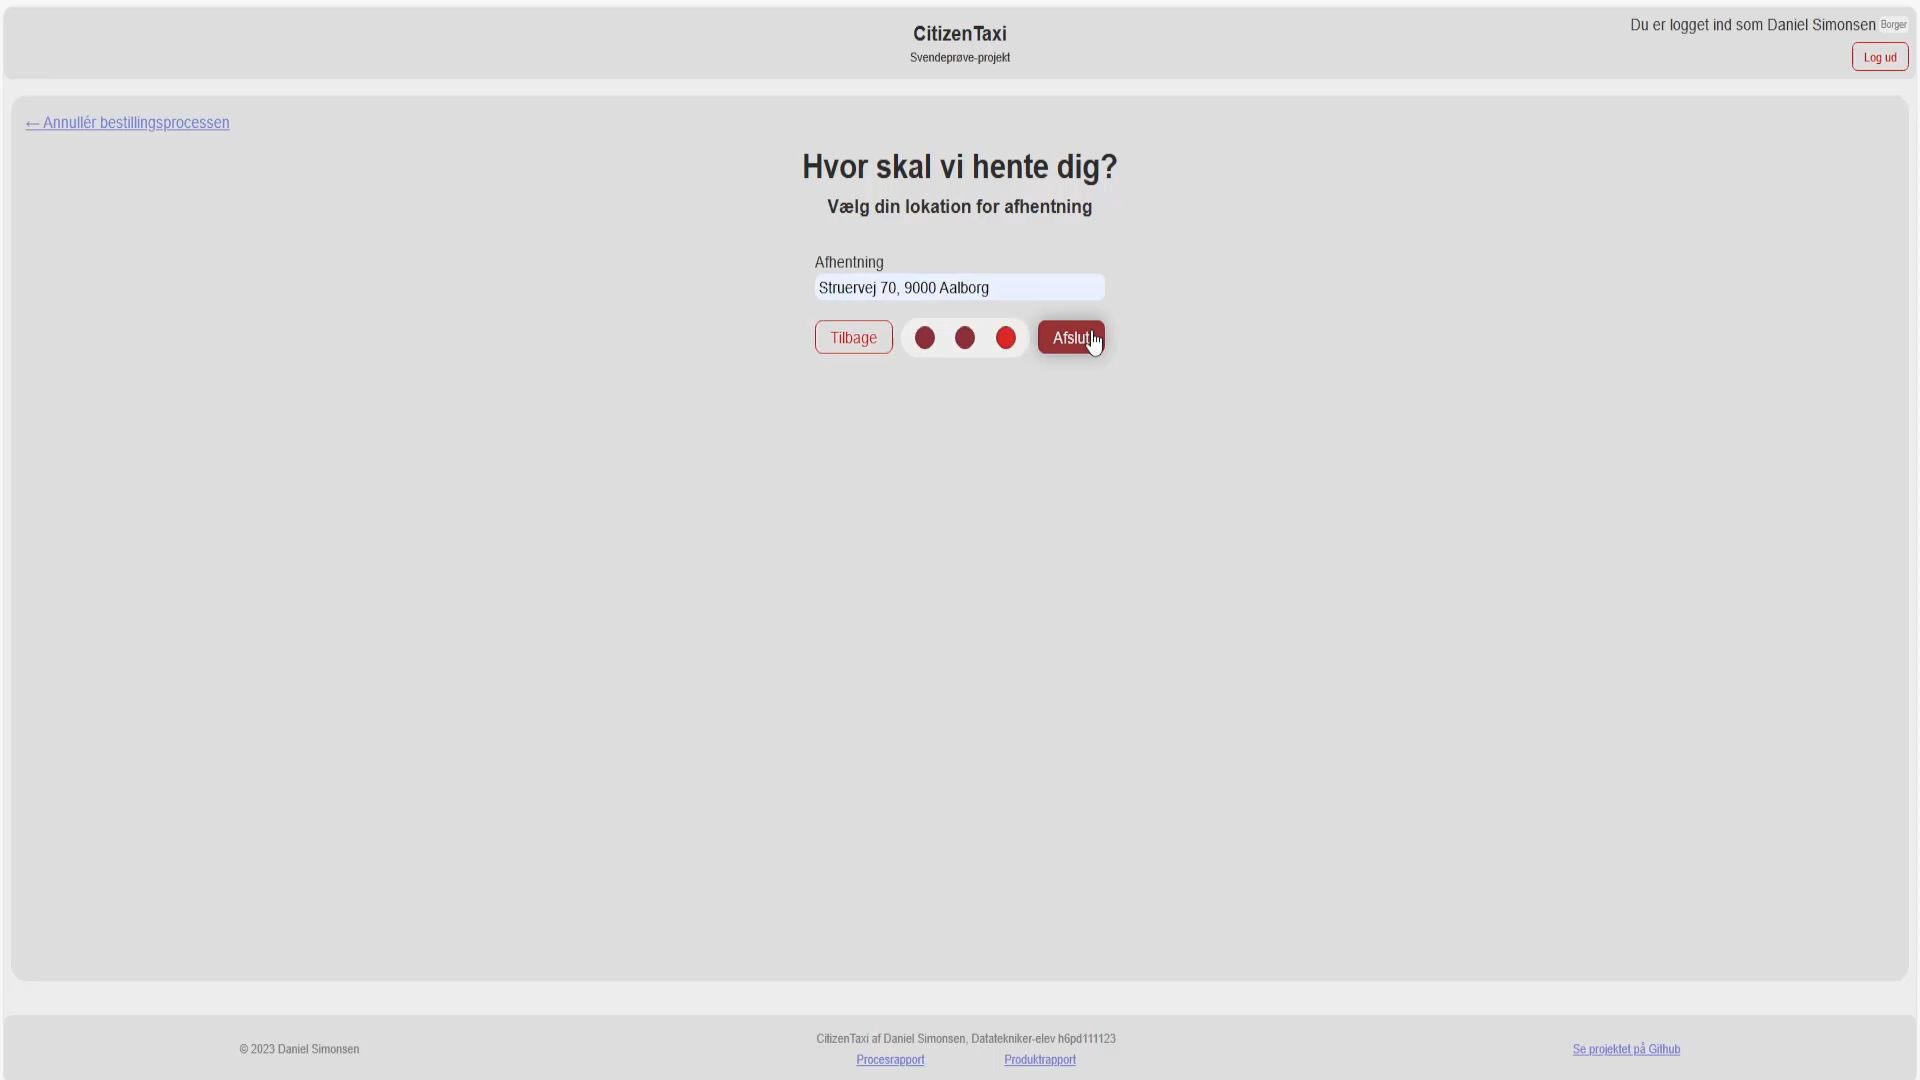 CitizenTaxi
Svendeprøve-projekt
Du er logget ind som Daniel Simonsen Borger
Log ud
← Annullér bestillingsprocessen
Hvor skal vi hente dig?
Vælg din lokation for afhentning
Afhentning
Struervej 70, 9000 Aalborg
Tilbage
Afslut
© 2023 Daniel Simonsen
CitizenTaxi af Daniel Simonsen, Datatekniker-elev h6pd111123
Procesrapport
Produktrapport
Se projektet på Github